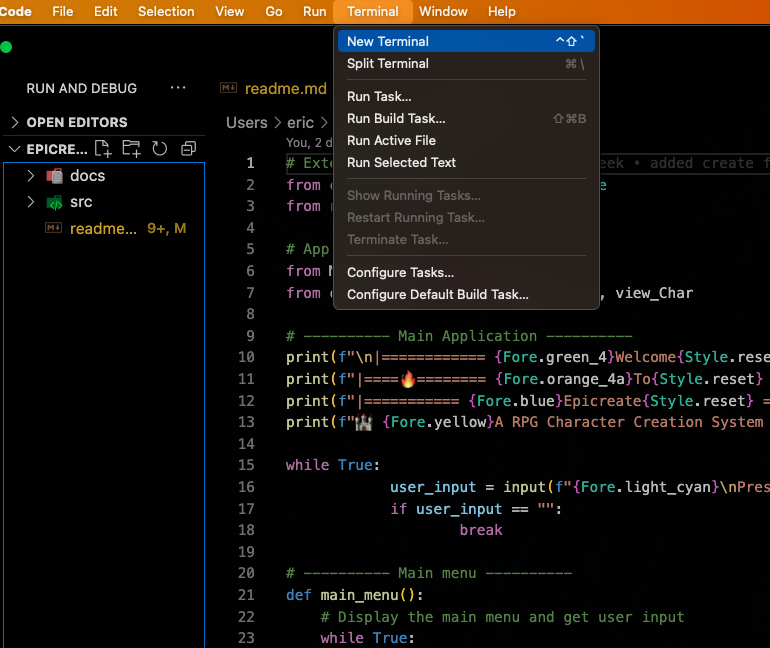 Code File Edit Selection View Go Run Terminal Window Help
New Terminal ^⇧`
Split Terminal ⌘\
Run Task...
Run Build Task... ⇧⌘B
Run Active File
Run Selected Text
Show Running Tasks...
Restart Running Task...
Terminate Task...
Configure Tasks...
Configure Default Build Task...
RUN AND DEBUG ...
OPEN EDITORS
EPICRE...
docs
src
readme... 9+, M
readme.md
Users > eric >
You, 2 d
1 # Exte eek • added create f
2 from
3 from
4
5 # App
6 from
7 from , view_Char
8
9 # ---------- Main Application ----------
10 print(f"\n|============ {Fore.green_4}Welcome{Style.rese
11 print(f"|====🔥======== {Fore.orange_4a}To{Style.reset}
12 print(f"|=========== {Fore.blue}Epicreate{Style.reset} =
13 print(f"🏰 {Fore.yellow}A RPG Character Creation System
14
15 while True:
16 user_input = input(f"{Fore.light_cyan}\nPres
17 if user_input == "":
18 break
19
20 # ---------- Main menu ----------
21 def main_menu():
22 # Display the main menu and get user input
23 while True: